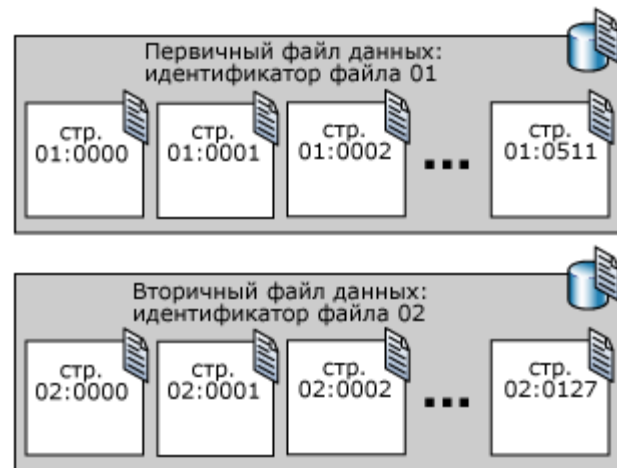 Первичный файл данных:
идентификатор файла 01
стр.
01:0000
стр.
01:0001
стр.
01:0002
...
стр.
01:0511
Вторичный файл данных:
идентификатор файла 02
стр.
02:0000
стр.
02:0001
стр.
02:0002
...
стр.
02:0127